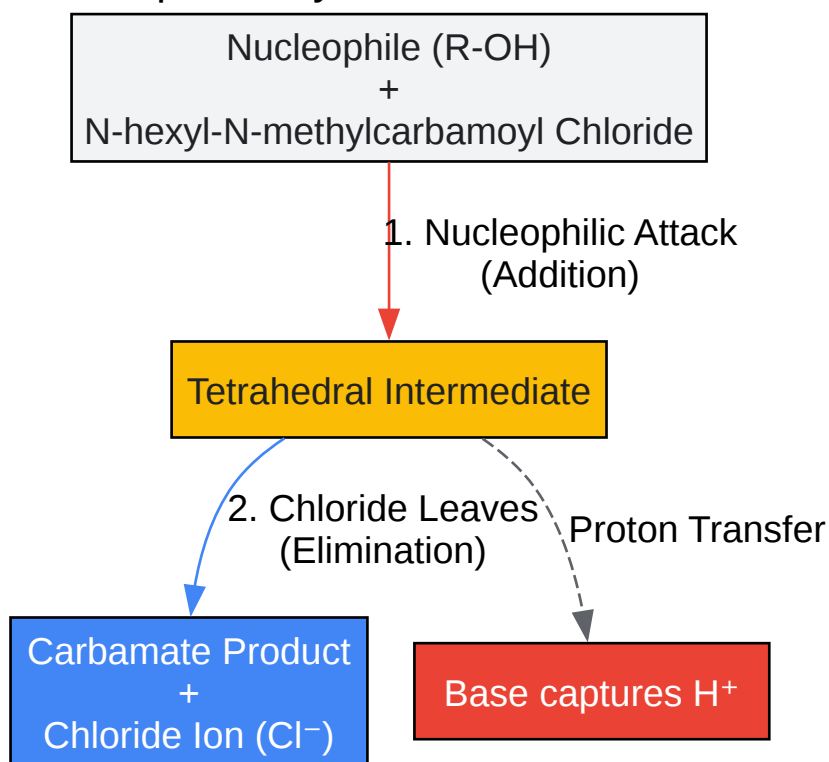 Nucleophile (R-OH)
+
N-hexyl-N-methylcarbamoyl Chloride
1. Nucleophilic Attack
(Addition)
Tetrahedral Intermediate
2. Chloride Leaves
(Elimination)
Proton Transfer
Carbamate Product
+
Chloride Ion (Cl⁻)
Base captures H⁺